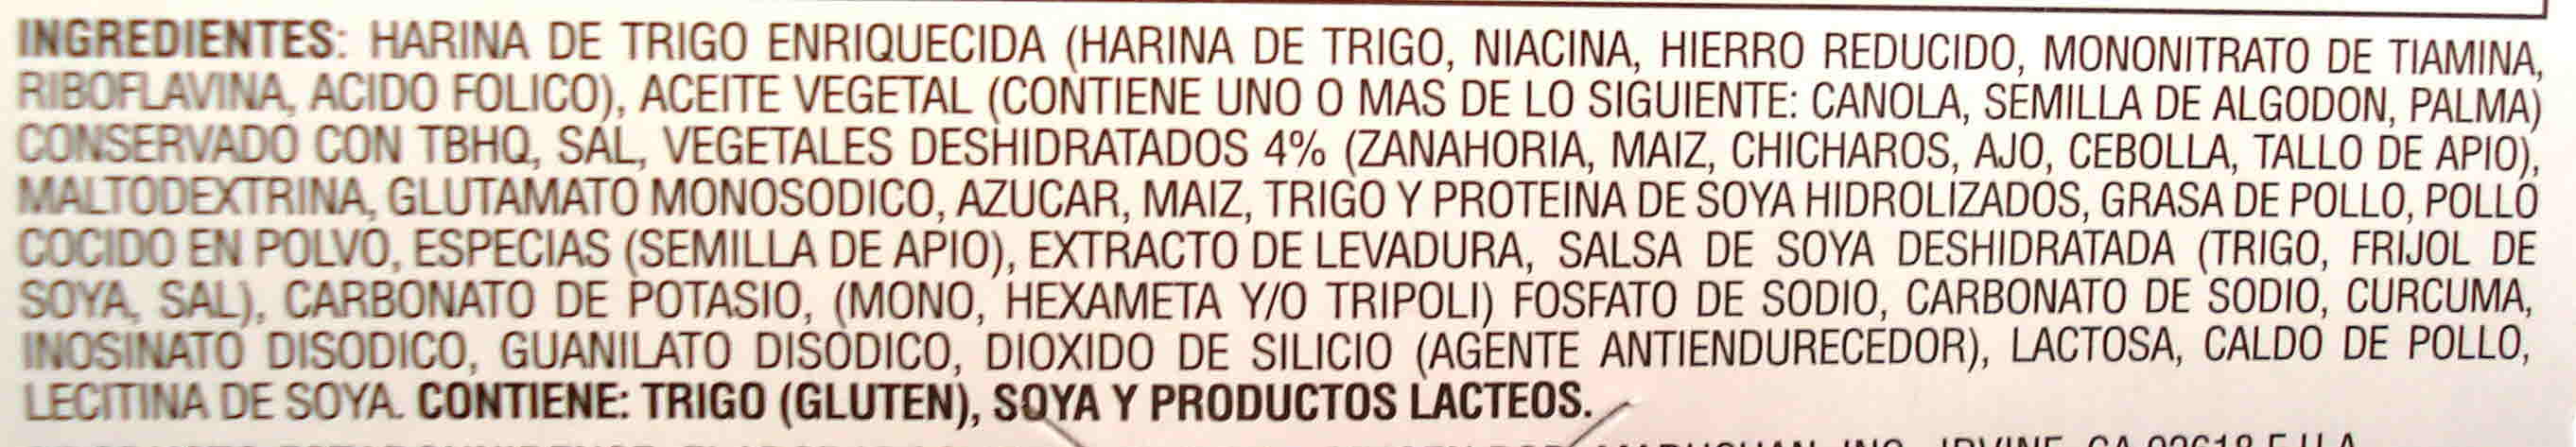 INGREDIENTES: HARINA DE TRIGO ENRIQUECIDA (HARINA DE TRIGO, NIACINA, HIERRO REDUCIDO, MONONITRATO DE TIAMINA,
RIBOFLAVINA, ACIDO FOLICO), ACEITE VEGETAL (CONTIENE UNO O MAS DE LO SIGUIENTE: CANOLA, SEMILLA DE ALGODON, PALMA)
CONSERVADO CON TBHQ, SAL, VEGETALES DESHIDRATADOS 4% (ZANAHORIA, MAIZ, CHICHAROS, AJO, CEBOLLA, TALLO DE APIO),
MALTODEXTRINA, GLUTAMATO MONOSODICO, AZUCAR, MAIZ, TRIGO Y PROTEINA DE SOYA HIDROLIZADOS, GRASA DE POLLO, POLLO
COCIDO EN POLVO, ESPECIAS (SEMILLA DE APIO), EXTRACTO DE LEVADURA, SALSA DE SOYA DESHIDRATADA (TRIGO, FRIJOL DE
SOYA, SAL), CARBONATO DE POTASIO, (MONO, HEXAMETA Y/O TRIPOLI) FOSFATO DE SODIO, CARBONATO DE SODIO, CURCUMA,
INOSINATO DISODICO, GUANILATO DISODICO, DIOXIDO DE SILICIO (AGENTE ANTIENDURECEDOR), LACTOSA, CALDO DE POLLO,
LECITINA DE SOYA. CONTIENE: TRIGO (GLUTEN), SOYA Y PRODUCTOS LACTEOS.
MARUCHAN, INC. IRVINE, CA 92618 E.U.A.